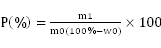 P(%) = m1 / m0(100%−W0) × 100